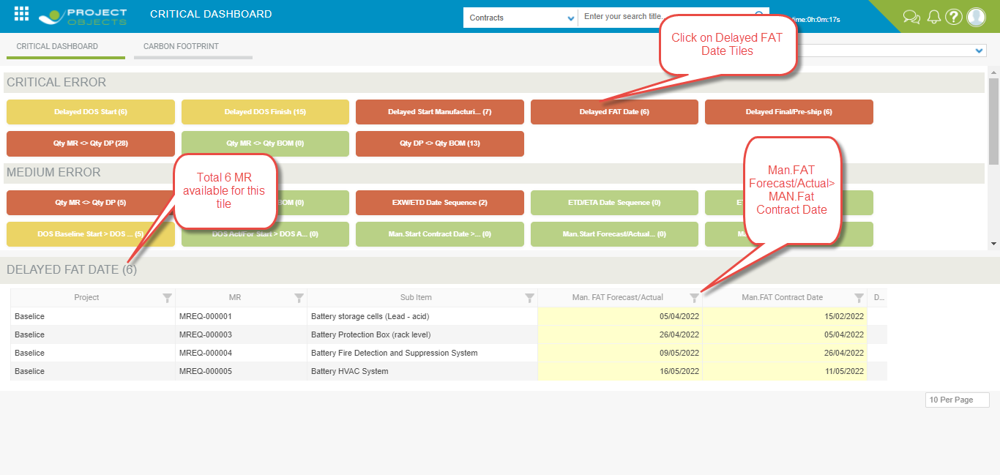 PROJECT
OBJECTS
CRITICAL DASHBOARD
Contracts
Enter your search title..
time:0h:0m:17s
Click on Delayed FAT
Date Tiles
CRITICAL DASHBOARD
CARBON FOOTPRINT
CRITICAL ERROR
Delayed DOS Start (6)
Delayed DOS Finish (15)
Delayed Start Manufacturi... (7)
Delayed FAT Date (6)
Delayed Final/Pre-ship (6)
Qty MR <> Qty DP (28)
Qty MR <> Qty BOM (0)
Qty DP <> Qty BOM (13)
MEDIUM ERROR
Total 6 MR
available for this
tile
Man.FAT
Forecast/Actual>
MAN.Fat
Contract Date
Qty MR <> Qty DP (5)
BOM (0)
EXW/ETD Date Sequence (2)
ETD/ETA Date Sequence (0)
DOS Baseline Start > DOS ... (5)
DOS Act/For Start > DOS A... (0)
Man.Start Contract Date >... (0)
Man.Start Forecast/Actual... (0)
DELAYED FAT DATE (6)
Project
MR
Sub Item
Man. FAT Forecast/Actual
Man.FAT Contract Date
D...
Baselice
MREQ-000001
Battery storage cells (Lead - acid)
05/04/2022
15/02/2022
Baselice
MREQ-000003
Battery Protection Box (rack level)
26/04/2022
05/04/2022
Baselice
MREQ-000004
Battery Fire Detection and Suppression System
09/05/2022
26/04/2022
Baselice
MREQ-000005
Battery HVAC System
16/05/2022
11/05/2022
10 Per Page